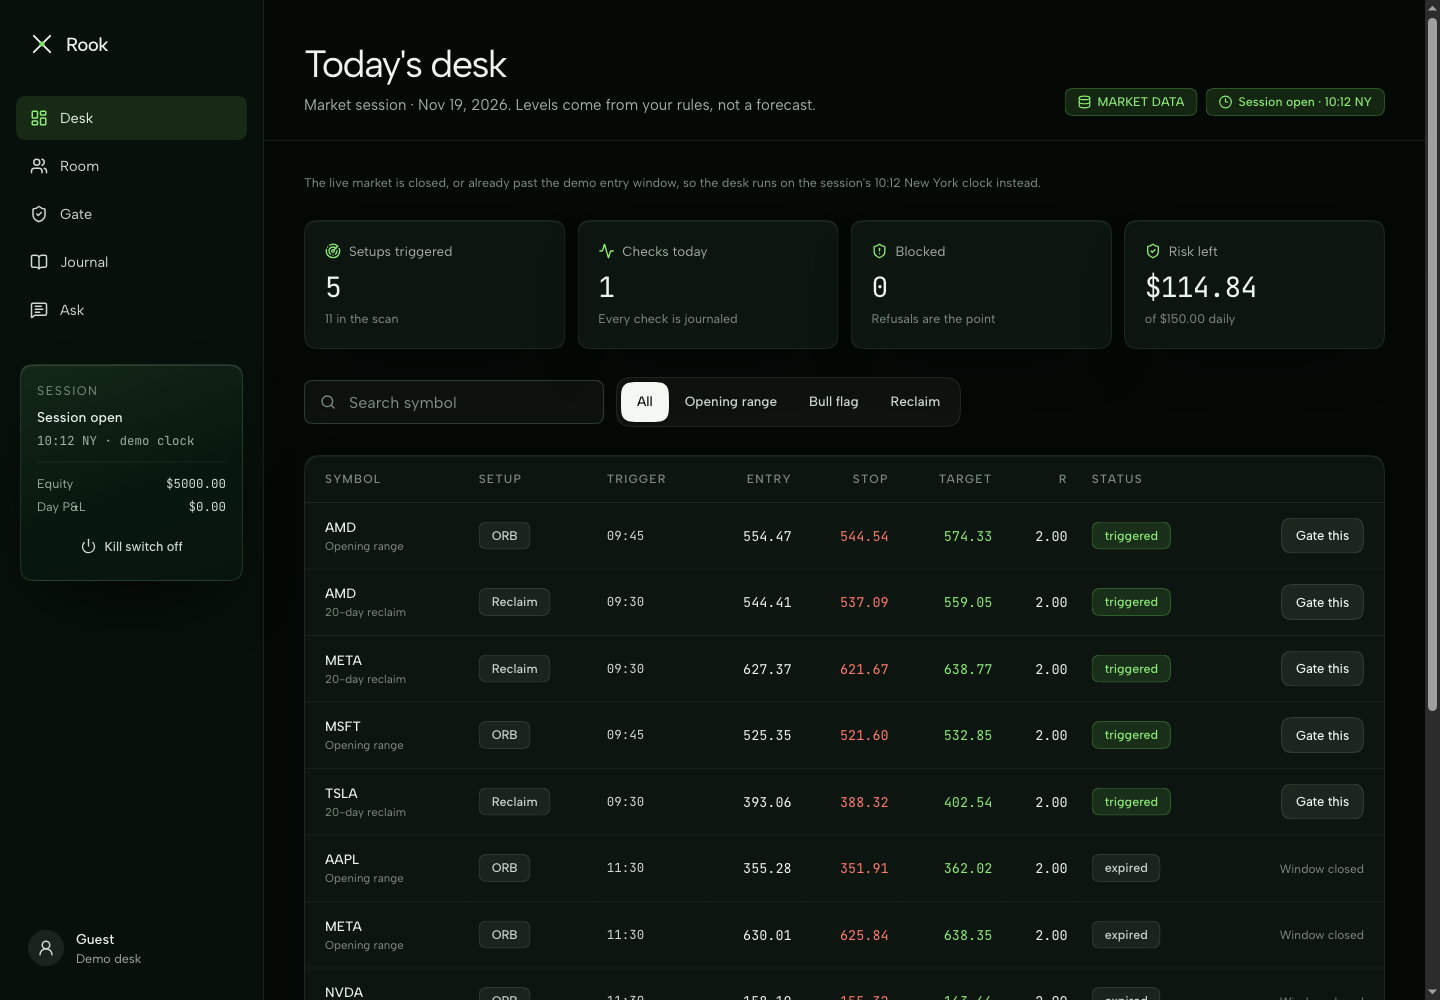 Rook
Desk
Room
Gate
Journal
Ask
SESSION
Session open
10:12 NY · demo clock
Equity $5000.00
Day P&L $0.00
Kill switch off
Guest
Demo desk
Today's desk
Market session · Nov 19, 2026. Levels come from your rules, not a forecast.
MARKET DATA
Session open · 10:12 NY
The live market is closed, or already past the demo entry window, so the desk runs on the session's 10:12 New York clock instead.
Setups triggered
5
11 in the scan
Checks today
1
Every check is journaled
Blocked
0
Refusals are the point
Risk left
$114.84
of $150.00 daily
Search symbol
All Opening range Bull flag Reclaim
SYMBOL SETUP TRIGGER ENTRY STOP TARGET R STATUS
AMD
Opening range
ORB 09:45 554.47 544.54 574.33 2.00 triggered Gate this
AMD
20-day reclaim
Reclaim 09:30 544.41 537.09 559.05 2.00 triggered Gate this
META
20-day reclaim
Reclaim 09:30 627.37 621.67 638.77 2.00 triggered Gate this
MSFT
Opening range
ORB 09:45 525.35 521.60 532.85 2.00 triggered Gate this
TSLA
20-day reclaim
Reclaim 09:30 393.06 388.32 402.54 2.00 triggered Gate this
AAPL
Opening range
ORB 11:30 355.28 351.91 362.02 2.00 expired Window closed
META
Opening range
ORB 11:30 630.01 625.84 638.35 2.00 expired Window closed
NVDA